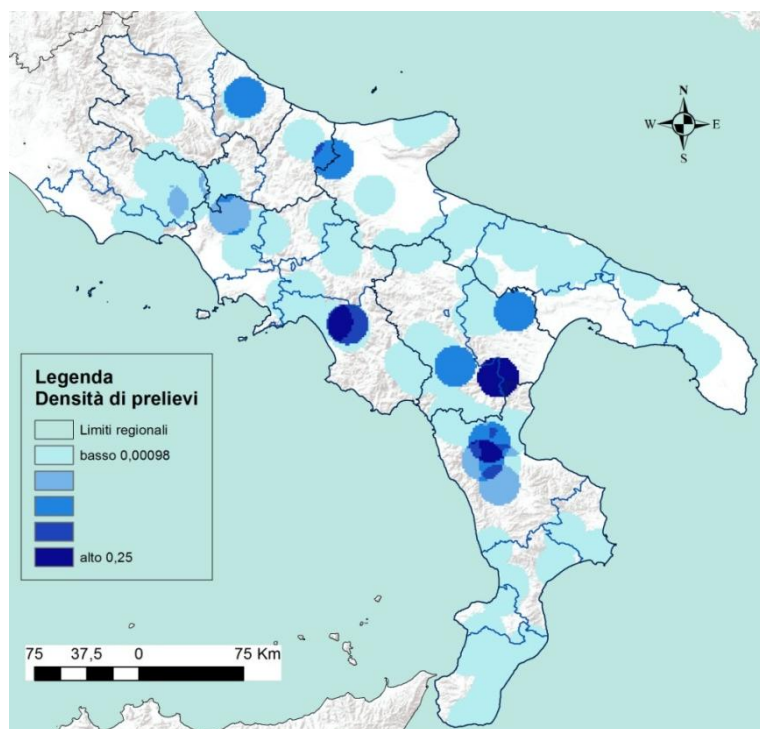 N
W E
S
Legenda
Densità di prelievi
Limiti regionali
basso 0,00098
alto 0,25
75 37,5 0 75 Km